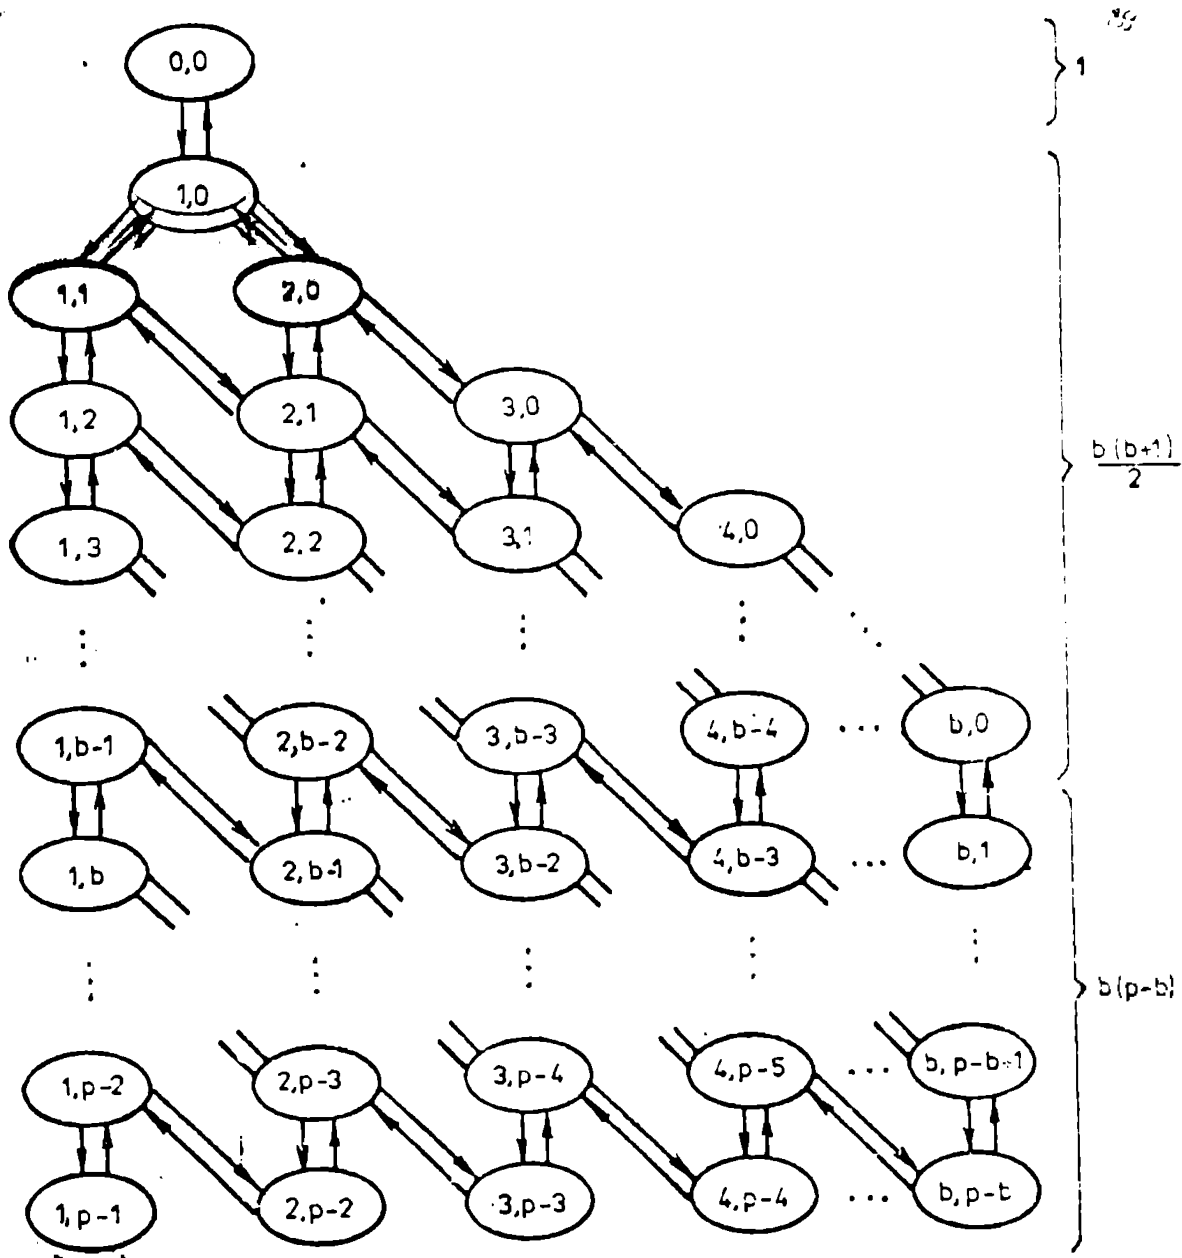 0,0
1
1,0
1,1 2,0
1,2 2,1 3,0
b(b+1)
2
1,3 2,2 3,1 4,0
1,b-1 2,b-2 3,b-3 4,b-4 ... b,0
1,b 2,b-1 3,b-2 4,b-3 ... b,1
b(p-b)
1,p-2 2,p-3 3,p-4 4,p-5 ... b,p-b-1
1,p-1 2,p-2 3,p-3 4,p-4 ... b,p-b